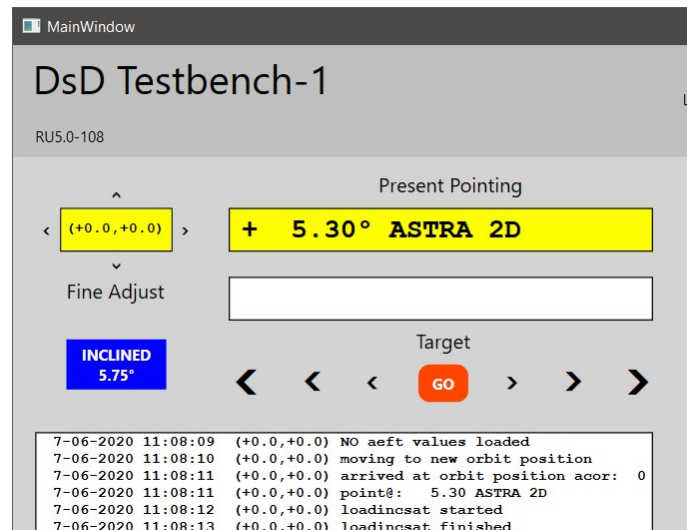 MainWindow
DsD Testbench-1
L
RU5.0-108
Present Pointing
(+0.0,+0.0)
+ 5.30° ASTRA 2D
Fine Adjust
Target
INCLINED
5.75°
GO
7-06-2020 11:08:09 (+0.0,+0.0) NO aeft values loaded
7-06-2020 11:08:10 (+0.0,+0.0) moving to new orbit position
7-06-2020 11:08:11 (+0.0,+0.0) arrived at orbit position acor: 0
7-06-2020 11:08:11 (+0.0,+0.0) point@: 5.30 ASTRA 2D
7-06-2020 11:08:12 (+0.0,+0.0) loadincsat started
7-06-2020 11:08:13 (+0.0,+0.0) loadincsat finished